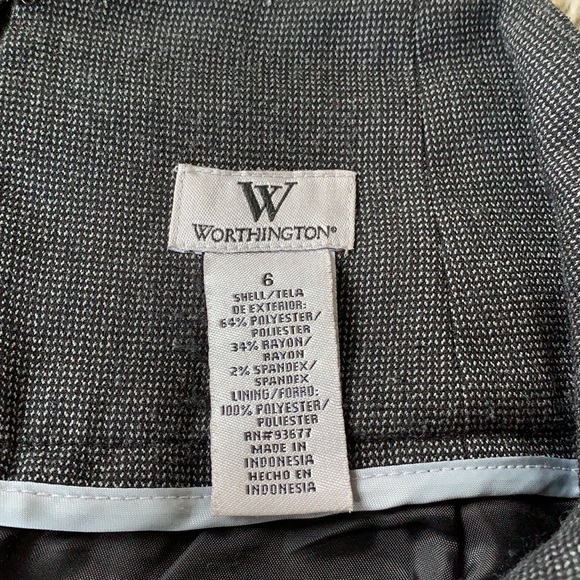 W
WORTHINGTON®
6
SHELL/TELA
DE EXTERIOR:
64% POLYESTER/
POLIESTER
34% RAYON/
RAYON
2% SPANDEX/
SPANDEX
LINING/FORRO:
100% POLYESTER/
POLIESTER
RN#93677
MADE IN
INDONESIA
HECHO EN
INDONESIA